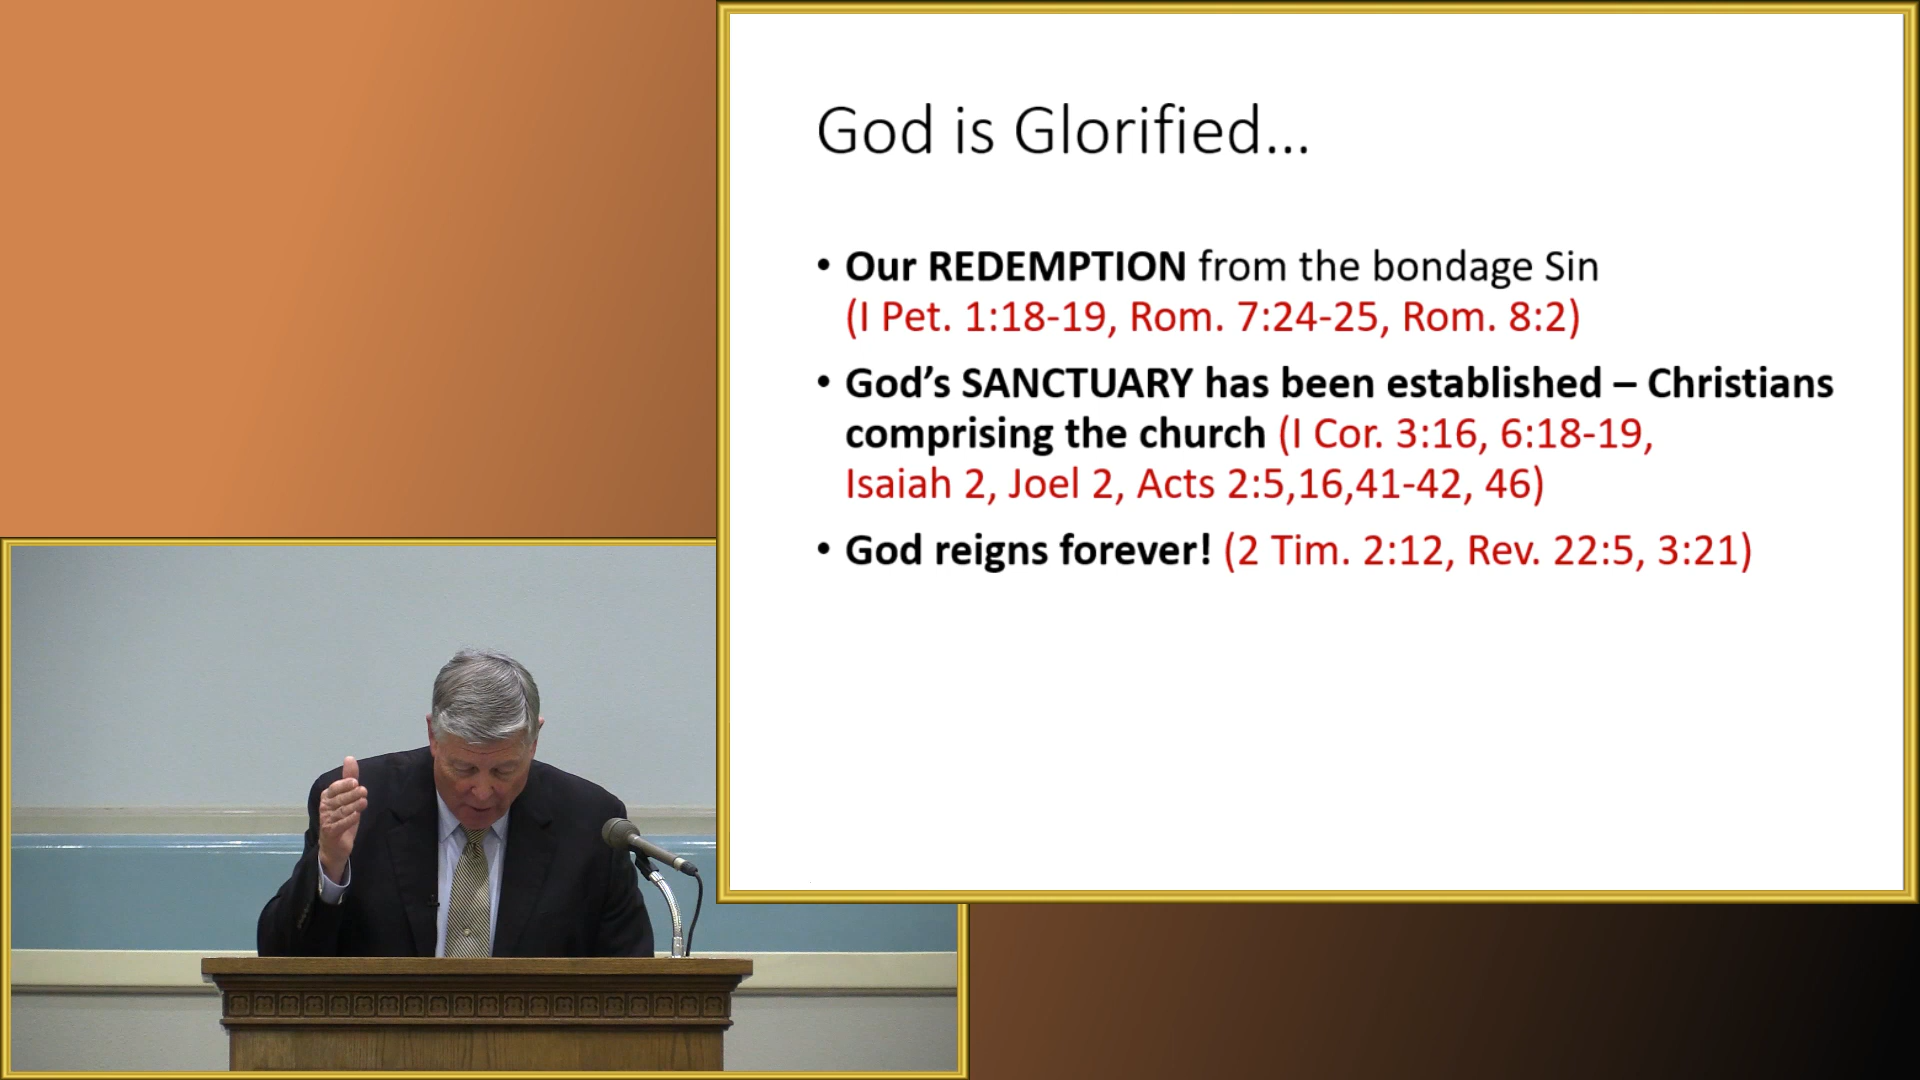 God is Glorified...
• Our REDEMPTION from the bondage Sin
(I Pet. 1:18-19, Rom. 7:24-25, Rom. 8:2)
• God’s SANCTUARY has been established – Christians
comprising the church (I Cor. 3:16, 6:18-19,
Isaiah 2, Joel 2, Acts 2:5,16,41-42, 46)
• God reigns forever! (2 Tim. 2:12, Rev. 22:5, 3:21)